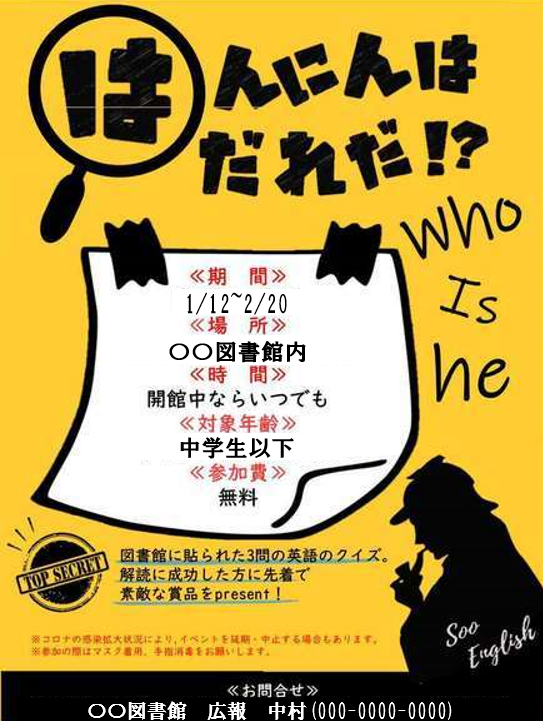 はんにんは
だれだ!?
Who
Is
he
≪期　間≫
1/12~2/20
≪場　所≫
〇〇図書館内
≪時　間≫
開館中ならいつでも
≪対象年齢≫
中学生以下
≪参加費≫
無料
TOP SECRET
図書館に貼られた3問の英語のクイズ。
解読に成功した方に先着で
素敵な賞品をpresent！
※コロナの感染拡大状況により,イベントを延期・中止する場合もあります。
※参加の際はマスク着用、手指消毒をお願いします。
Soo
English
≪お問合せ≫
〇〇図書館　広報　中村(000-0000-0000)